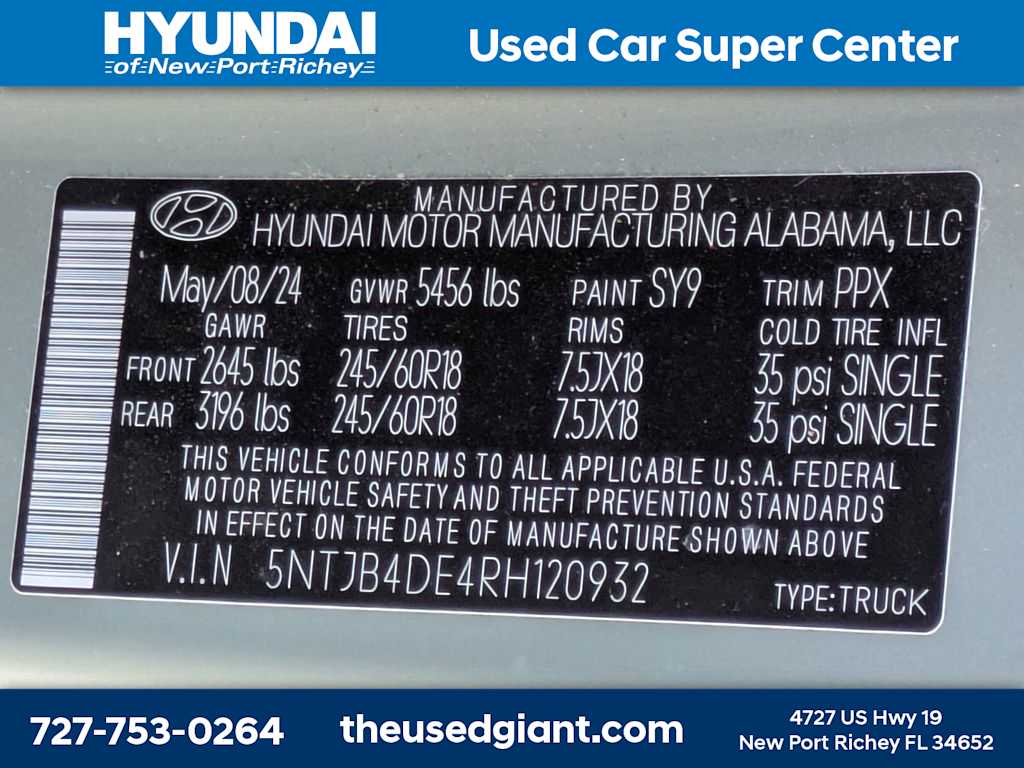 HYUNDAI
of New Port Richey
Used Car Super Center
MANUFACTURED BY
HYUNDAI MOTOR MANUFACTURING ALABAMA, LLC
May/08/24 GVWR 5456 lbs PAINT SY9 TRIM PPX
GAWR TIRES RIMS COLD TIRE INFL
FRONT 2645 lbs 245/60R18 7.5JX18 35 psi SINGLE
REAR 3196 lbs 245/60R18 7.5JX18 35 psi SINGLE
THIS VEHICLE CONFORMS TO ALL APPLICABLE U.S.A. FEDERAL
MOTOR VEHICLE SAFETY AND THEFT PREVENTION STANDARDS
IN EFFECT ON THE DATE OF MANUFACTURE SHOWN ABOVE
V.I.N 5NTJB4DE4RH120932 TYPE:TRUCK
727-753-0264
theusedgiant.com
4727 US Hwy 19
New Port Richey FL 34652